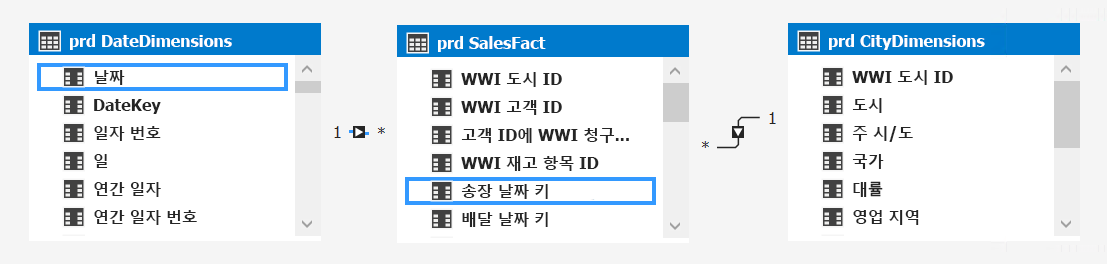 prd DateDimensions
날짜
DateKey
일자 번호
일
연간 일자
연간 일자 번호
1
*
prd SalesFact
WWI 도시 ID
WWI 고객 ID
고객 ID에 WWI 청구...
WWI 재고 항목 ID
송장 날짜 키
배달 날짜 키
*
1
prd CityDimensions
WWI 도시 ID
도시
주 시/도
국가
대륙
영업 지역